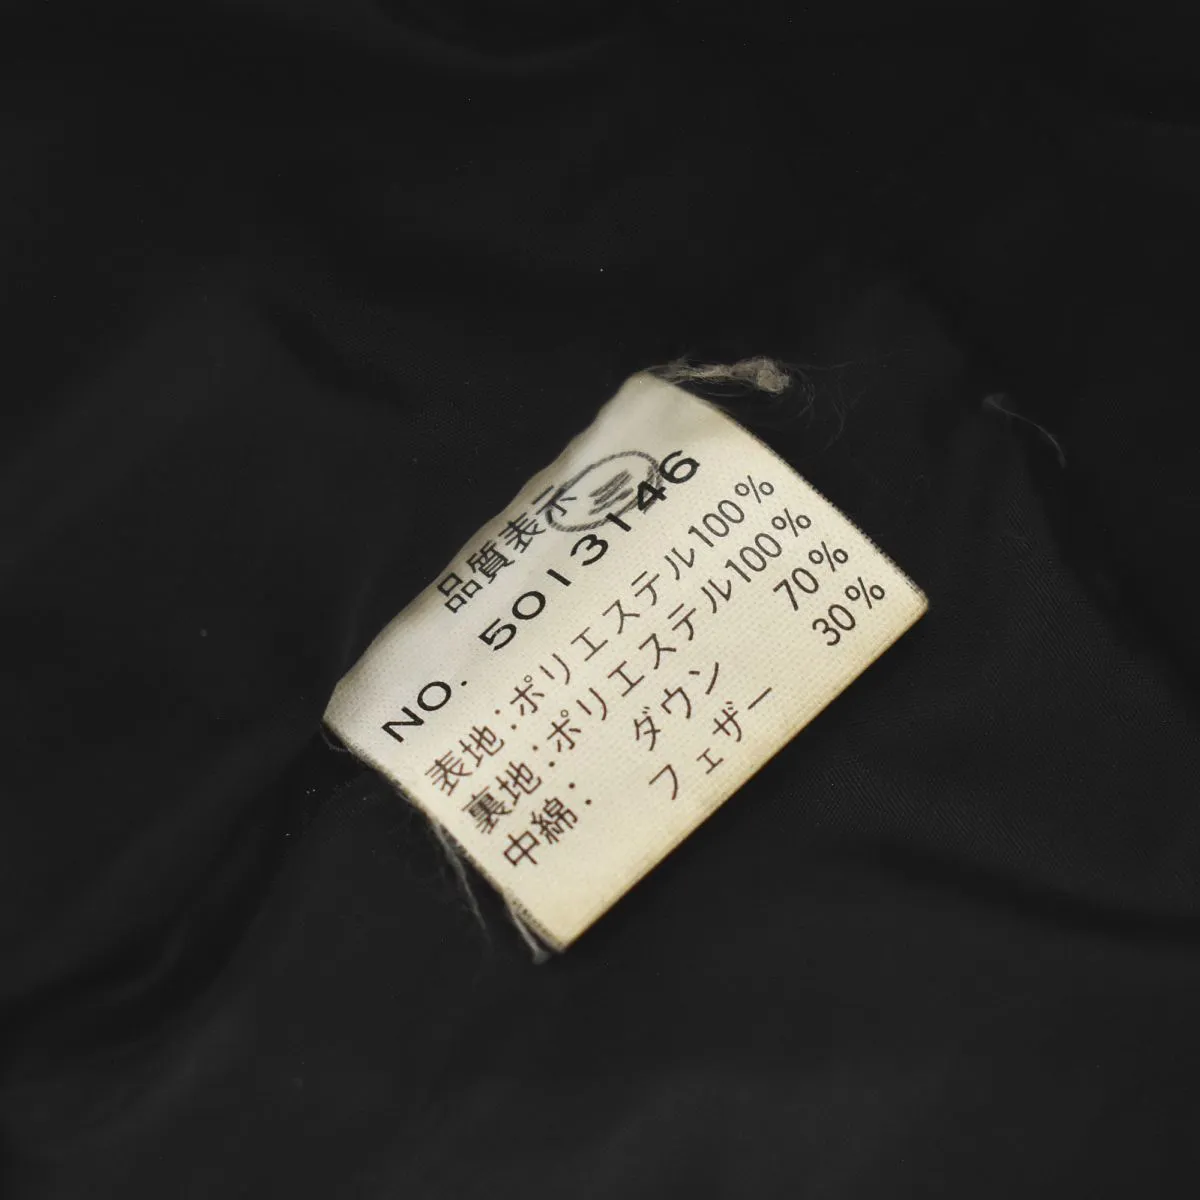 品質表示
NO. 5013146
表地:ポリエステル100%
裏地:ポリエステル100%
中綿: ダウン 70%
フェザー 30%